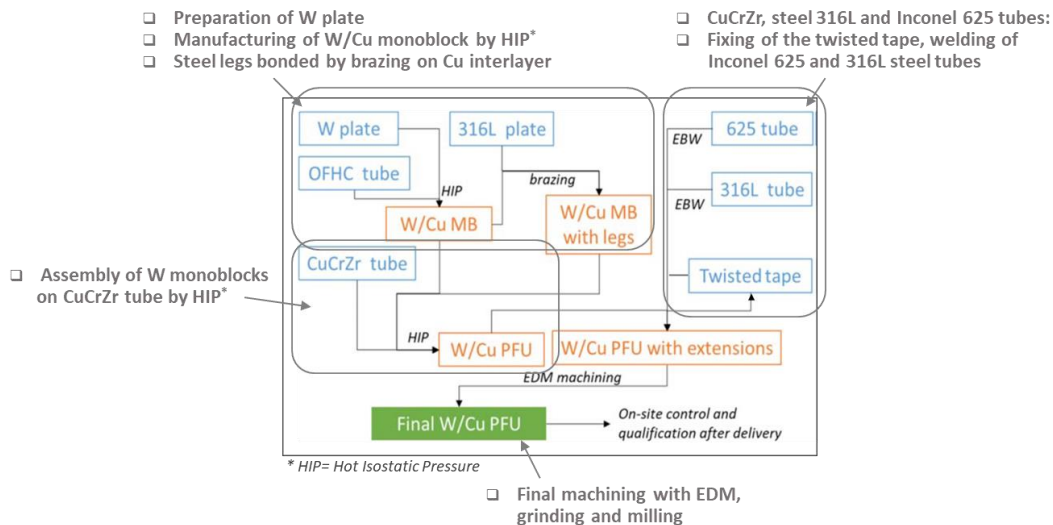 ❑ Preparation of W plate
❑ Manufacturing of W/Cu monoblock by HIP*
❑ Steel legs bonded by brazing on Cu interlayer
❑ CuCrZr, steel 316L and Inconel 625 tubes:
❑ Fixing of the twisted tape, welding of
Inconel 625 and 316L steel tubes
W plate
316L plate
625 tube
EBW
OFHC tube
HIP
brazing
316L tube
EBW
W/Cu MB
W/Cu MB
with legs
❑ Assembly of W monoblocks
on CuCrZr tube by HIP*
CuCrZr tube
Twisted tape
HIP
W/Cu PFU
W/Cu PFU with extensions
EDM machining
Final W/Cu PFU
On-site control and
qualification after delivery
* HIP= Hot Isostatic Pressure
❑ Final machining with EDM,
grinding and milling